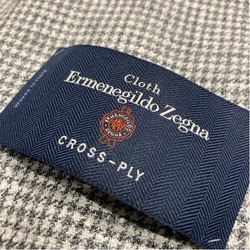 Cloth
Ermenegildo Zegna
CROSS-PLY